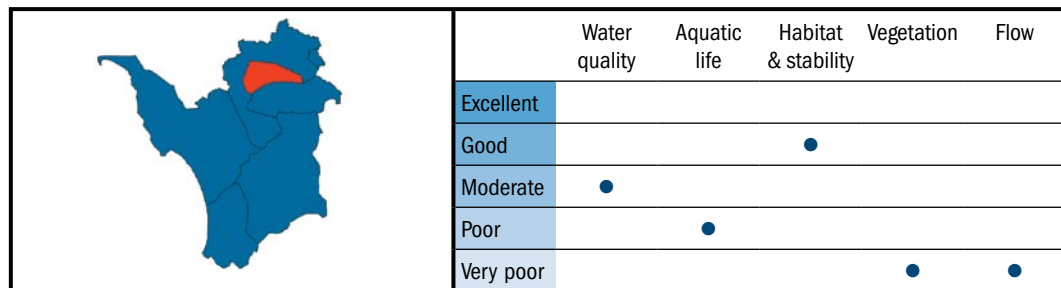 Water Aquatic Habitat Vegetation Flow
quality life & stability
Excellent
Good
Moderate
Poor
Very poor